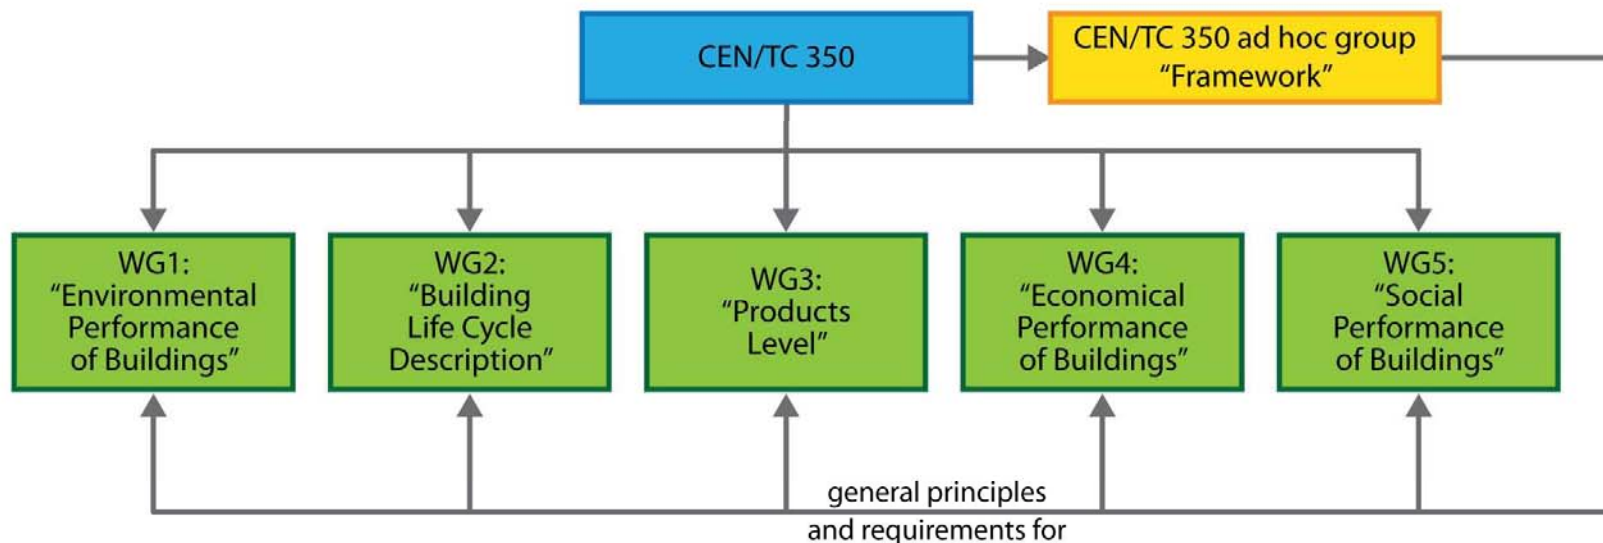 CEN/TC 350
CEN/TC 350 ad hoc group
“Framework”
WG1:
“Environmental
Performance
of Buildings”
WG2:
“Building
Life Cycle
Description”
WG3:
“Products
Level”
WG4:
“Economical
Performance
of Buildings”
WG5:
“Social
Performance
of Buildings”
general principles
and requirements for